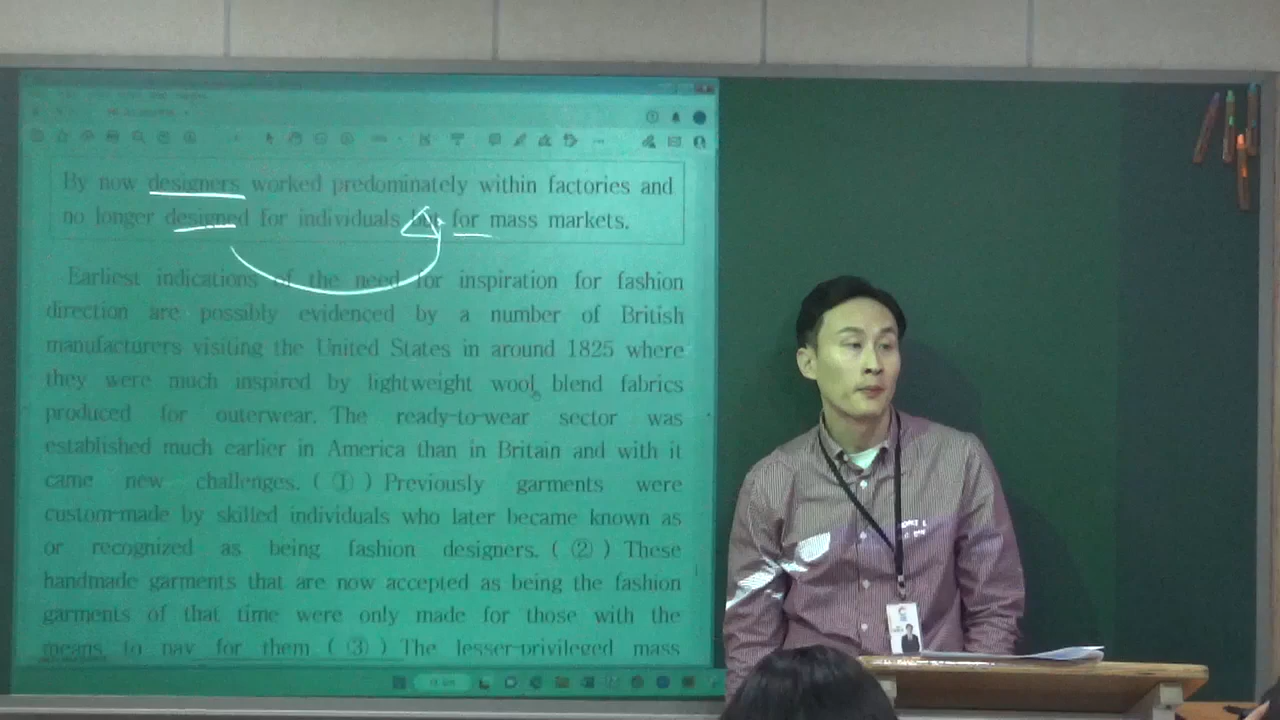 By now designers worked predominately within factories and
no longer designed for individuals but for mass markets.
Earliest indications of the need for inspiration for fashion
direction are possibly evidenced by a number of British
manufacturers visiting the United States in around 1825 where
they were much inspired by lightweight wool blend fabrics
produced for outerwear. The ready-to-wear sector was
established much earlier in America than in Britain and with it
came new challenges. ( ① ) Previously garments were
custom-made by skilled individuals who later became known as
or recognized as being fashion designers. ( ② ) These
handmade garments that are now accepted as being the fashion
garments of that time were only made for those with the
means to pay for them ( ③ ) The lesser-privileged mass